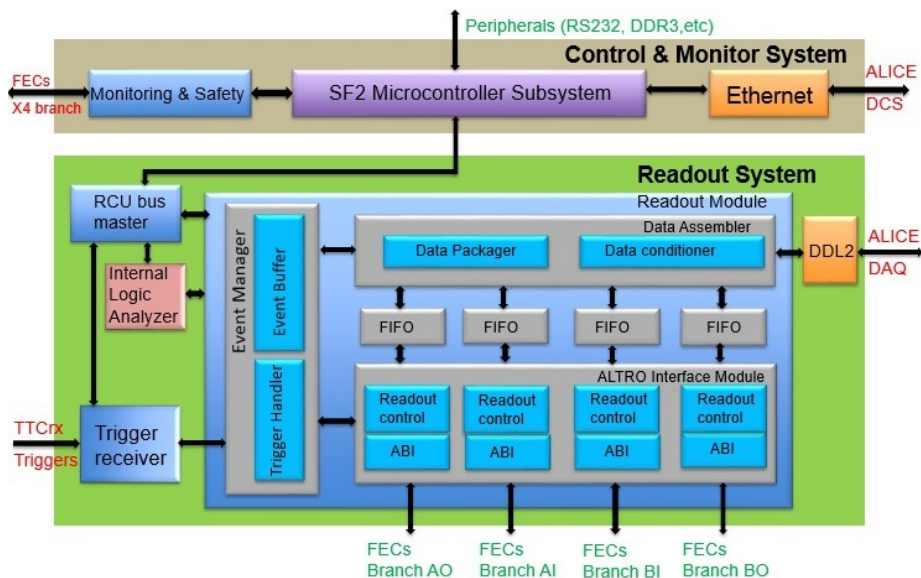 Peripherals (RS232, DDR3,etc)
Control & Monitor System
FECs
X4 branch
Monitoring & Safety
SF2 Microcontroller Subsystem
Ethernet
ALICE
DCS
Readout System
RCU bus
master
Readout Module
Internal
Logic
Analyzer
Event Manager
Event Buffer
Trigger Handler
Data Assembler
Data Packager
Data conditioner
DDL2
ALICE
DAQ
FIFO
FIFO
FIFO
FIFO
ALTRO Interface Module
Readout
control
Readout
control
Readout
control
Readout
control
ABI
ABI
ABI
ABI
TTCrx
Triggers
Trigger
receiver
FECs
Branch AO
FECs
Branch AI
FECs
Branch BI
FECs
Branch BO